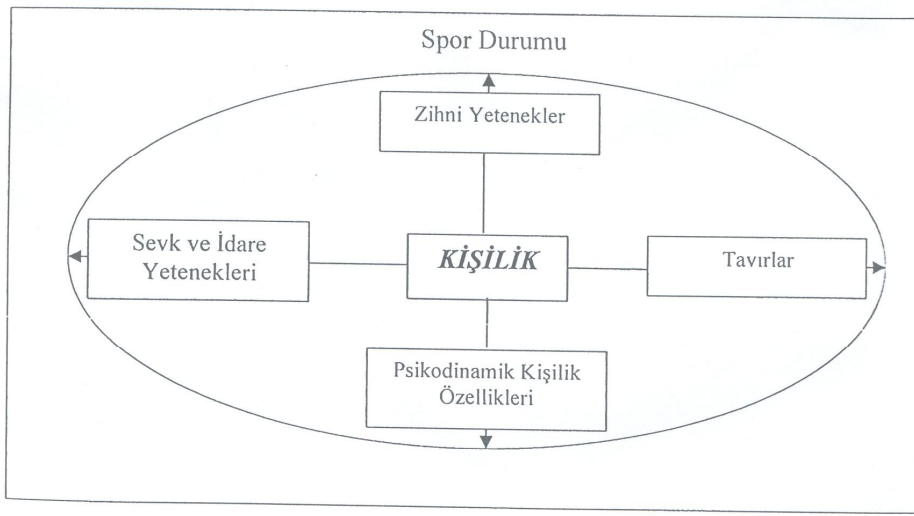 Spor Durumu
Zihni Yetenekler
Sevk ve İdare
Yetenekleri
KİŞİLİK
Tavırlar
Psikodinamik Kişilik
Özellikleri